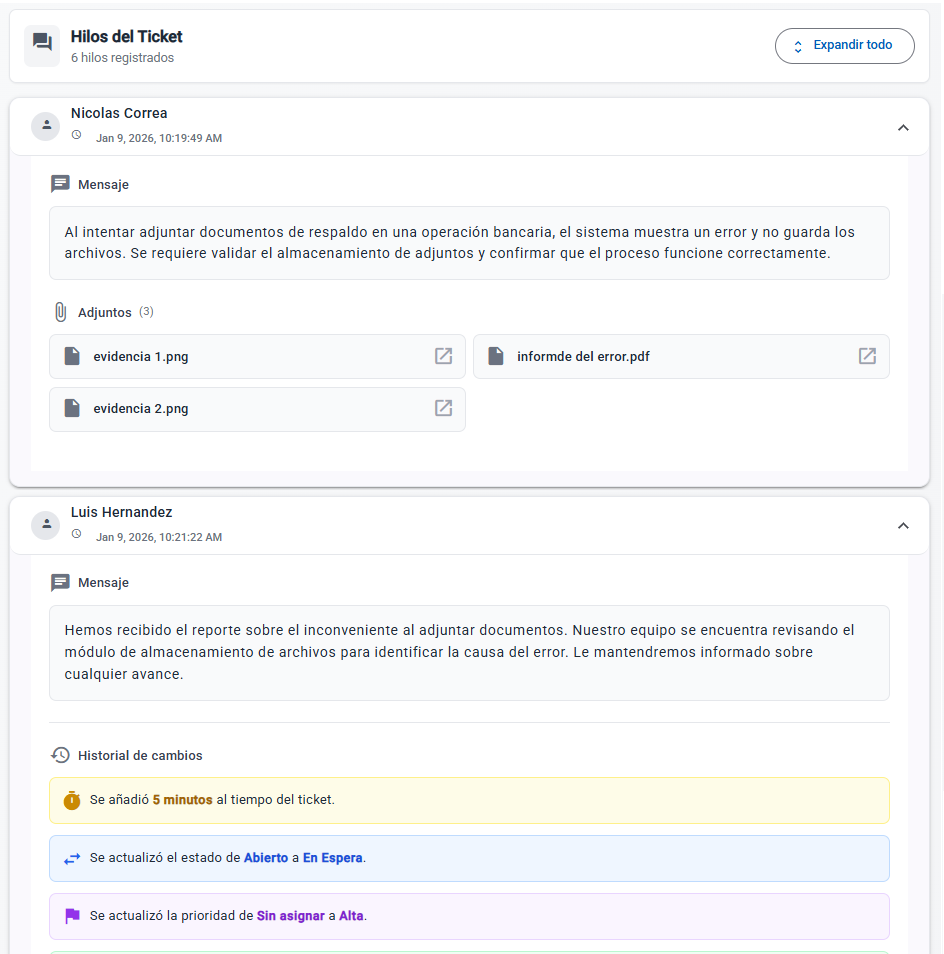 Hilos del Ticket
6 hilos registrados
Expandir todo
Nicolas Correa
Jan 9, 2026, 10:19:49 AM
Mensaje
Al intentar adjuntar documentos de respaldo en una operación bancaria, el sistema muestra un error y no guarda los
archivos. Se requiere validar el almacenamiento de adjuntos y confirmar que el proceso funcione correctamente.
Adjuntos (3)
evidencia 1.png
informde del error.pdf
evidencia 2.png
Luis Hernandez
Jan 9, 2026, 10:21:22 AM
Mensaje
Hemos recibido el reporte sobre el inconveniente al adjuntar documentos. Nuestro equipo se encuentra revisando el
módulo de almacenamiento de archivos para identificar la causa del error. Le mantendremos informado sobre
cualquier avance.
Historial de cambios
Se añadió 5 minutos al tiempo del ticket.
Se actualizó el estado de Abierto a En Espera.
Se actualizó la prioridad de Sin asignar a Alta.